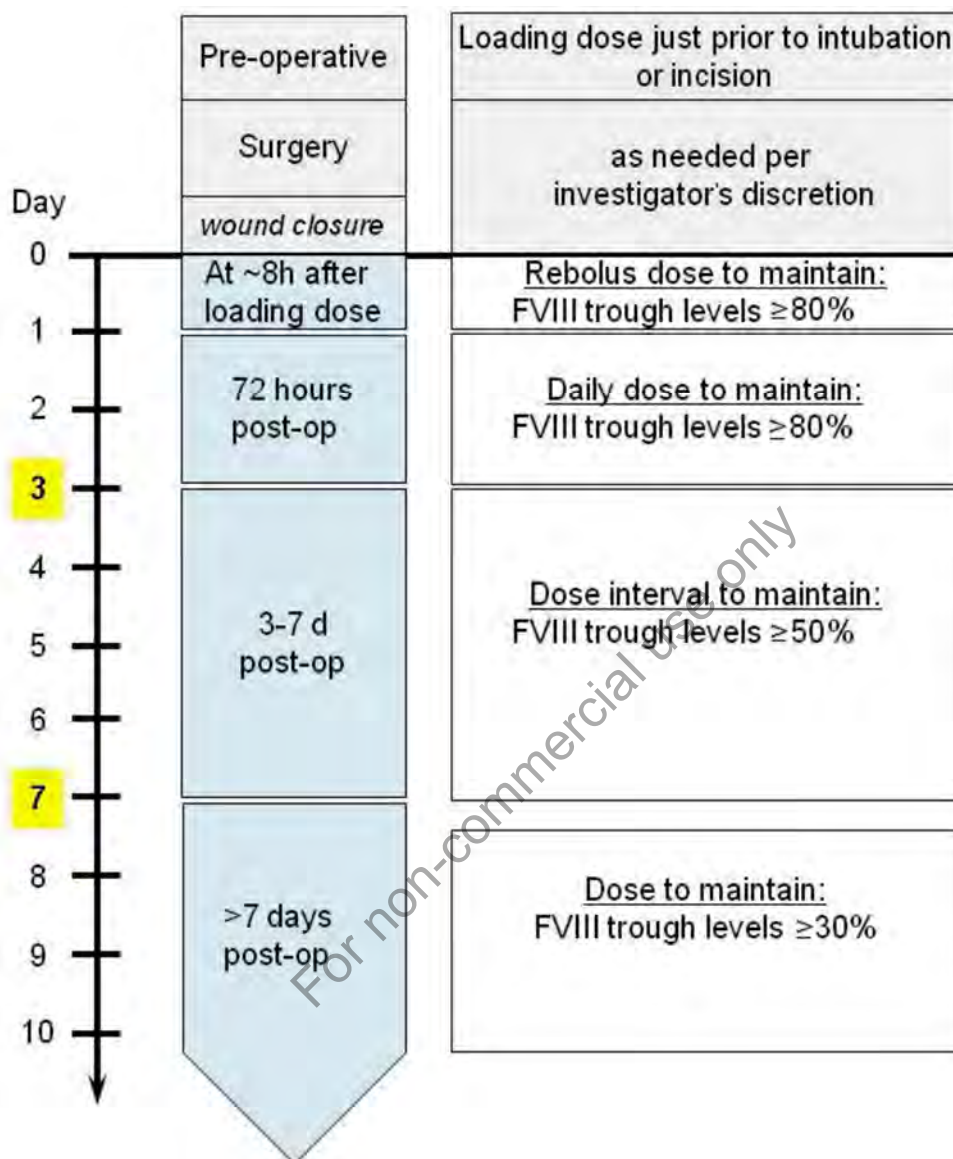 Pre-operative
Loading dose just prior to intubation
or incision
Surgery
as needed per
investigator's discretion
wound closure
Day
0
At ~8h after
loading dose
Rebolus dose to maintain:
FVIII trough levels ≥80%
1
72 hours
post-op
Daily dose to maintain:
FVIII trough levels ≥80%
2
3
3-7 d
post-op
Dose interval to maintain:
FVIII trough levels ≥50%
4
5
6
7
>7 days
post-op
Dose to maintain:
FVIII trough levels ≥30%
8
9
10
For non-commercial use only